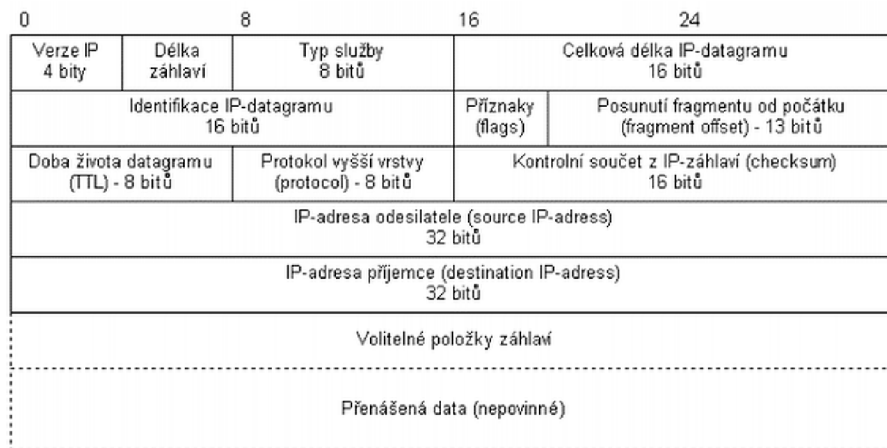 0 8 16 24
Verze IP
4 bity
Délka
záhlaví
Typ služby
8 bitů
Celková délka IP-datagramu
16 bitů
Identifikace IP-datagramu
16 bitů
Příznaky
(flags)
Posunutí fragmentu od počátku
(fragment offset) - 13 bitů
Doba života datagramu
(TTL) - 8 bitů
Protokol vyšší vrstvy
(protocol) - 8 bitů
Kontrolní součet z IP-záhlaví (checksum)
16 bitů
IP-adresa odesilatele (source IP-adress)
32 bitů
IP-adresa příjemce (destination IP-adress)
32 bitů
Volitelné položky záhlaví
Přenášená data (nepovinné)